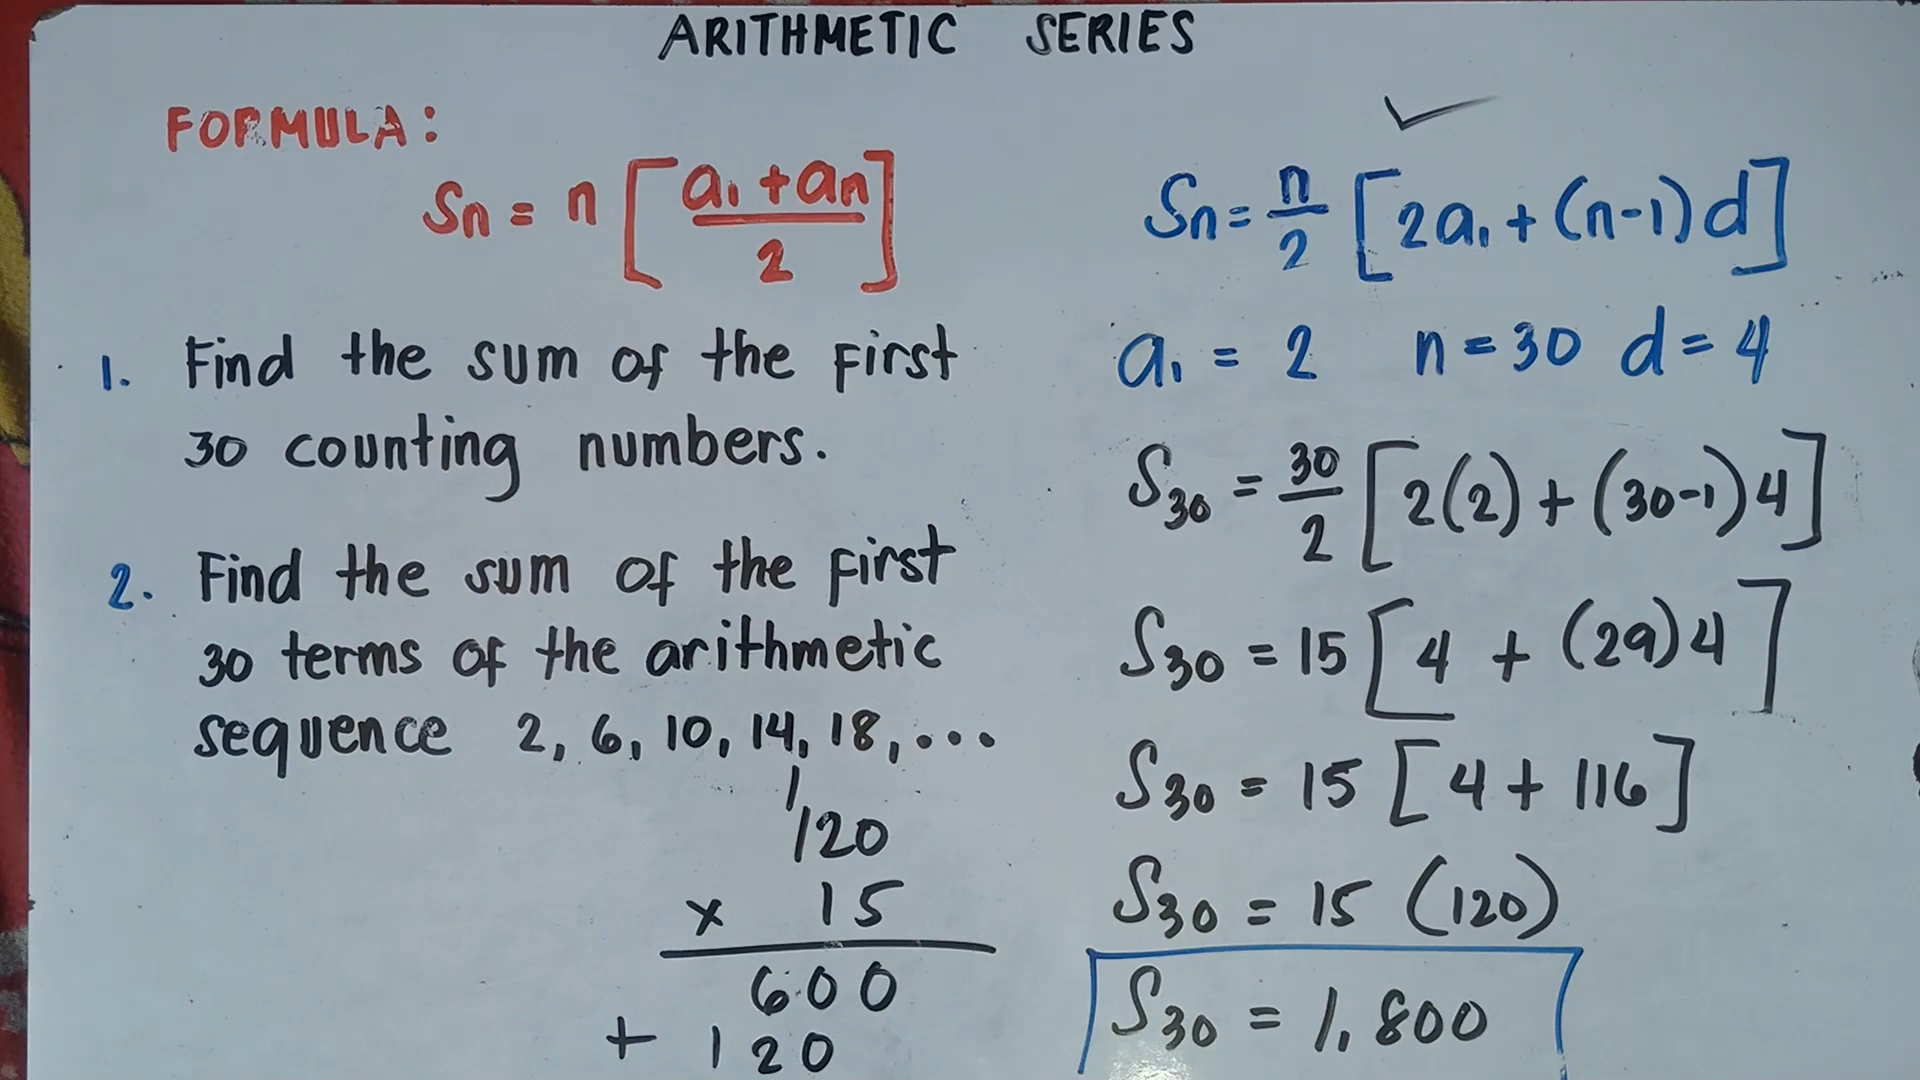 ARITHMETIC SERIES
FORMULA:
Sn = n [a1 + an / 2]
1. Find the sum of the first
30 counting numbers.
2. Find the sum of the first
30 terms of the arithmetic
sequence 2, 6, 10, 14, 18, ...
1
120
x 15
600
+ 120
✓
Sn = n/2 [2a1 + (n-1)d]
a1 = 2 n = 30 d = 4
S30 = 30/2 [2(2) + (30-1)4]
S30 = 15 [4 + (29)4]
S30 = 15 [4 + 116]
S30 = 15 (120)
S30 = 1,800